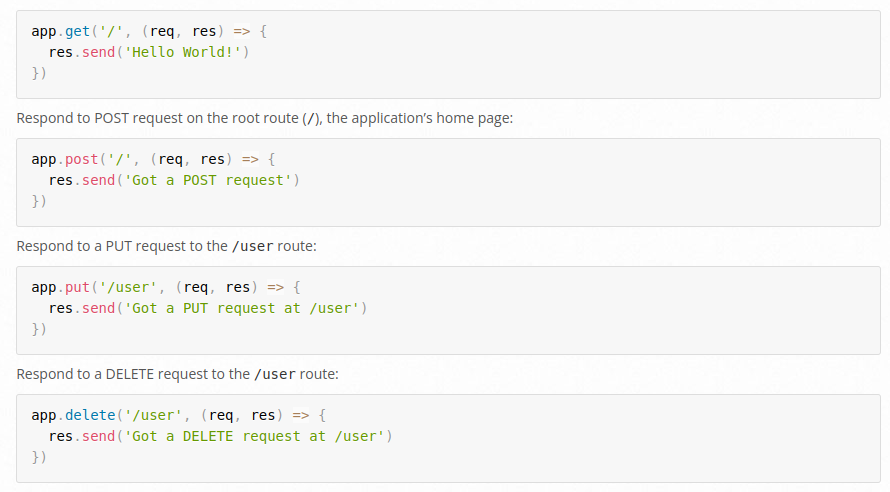 app.get('/', (req, res) => {
  res.send('Hello World!')
})
Respond to POST request on the root route (/), the application’s home page:
app.post('/', (req, res) => {
  res.send('Got a POST request')
})
Respond to a PUT request to the /user route:
app.put('/user', (req, res) => {
  res.send('Got a PUT request at /user')
})
Respond to a DELETE request to the /user route:
app.delete('/user', (req, res) => {
  res.send('Got a DELETE request at /user')
})